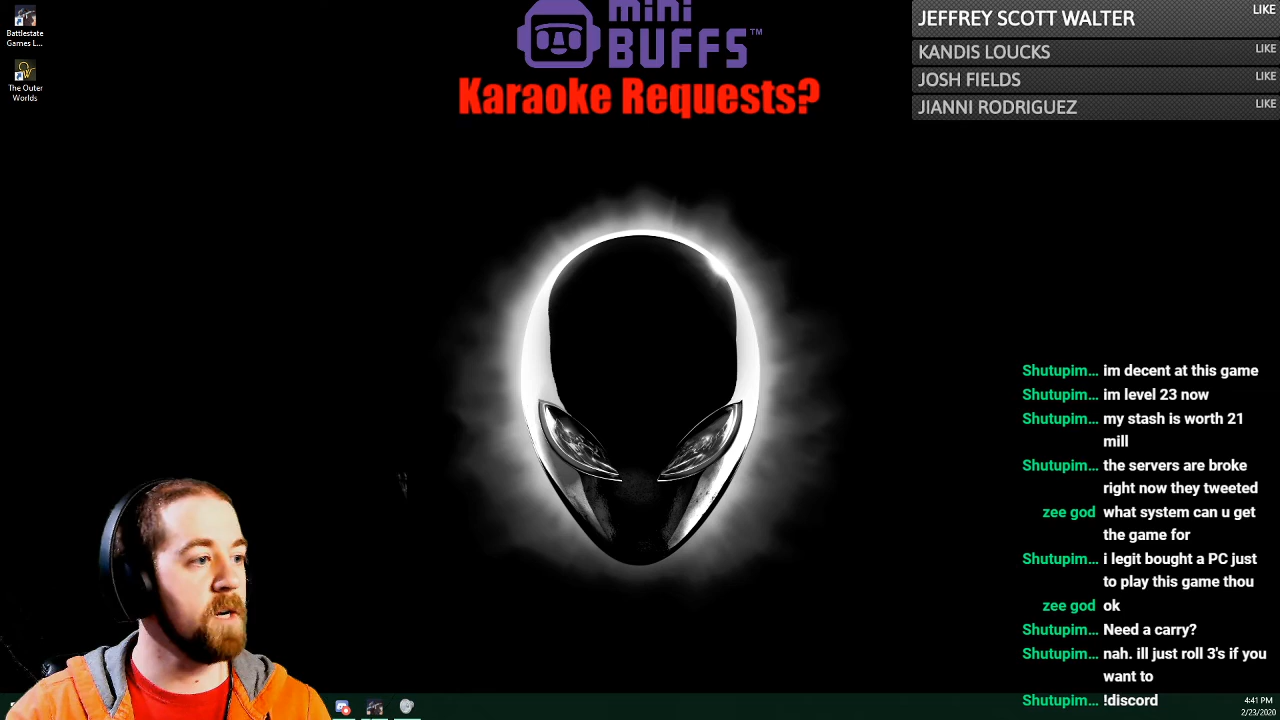 Battlestate
Games L...
The Outer
Worlds
mini
BUFFS™
Karaoke Requests?
JEFFREY SCOTT WALTER LIKE
KANDIS LOUCKS LIKE
JOSH FIELDS LIKE
JIANNI RODRIGUEZ LIKE
Shutupim... im decent at this game
Shutupim... im level 23 now
Shutupim... my stash is worth 21
mill
Shutupim... the servers are broke
right now they tweeted
zee god what system can u get
the game for
Shutupim... i legit bought a PC just
to play this game thou
zee god ok
Shutupim... Need a carry?
Shutupim... nah. ill just roll 3's if you
want to
Shutupim... !discord
4:41 PM
2/23/2020